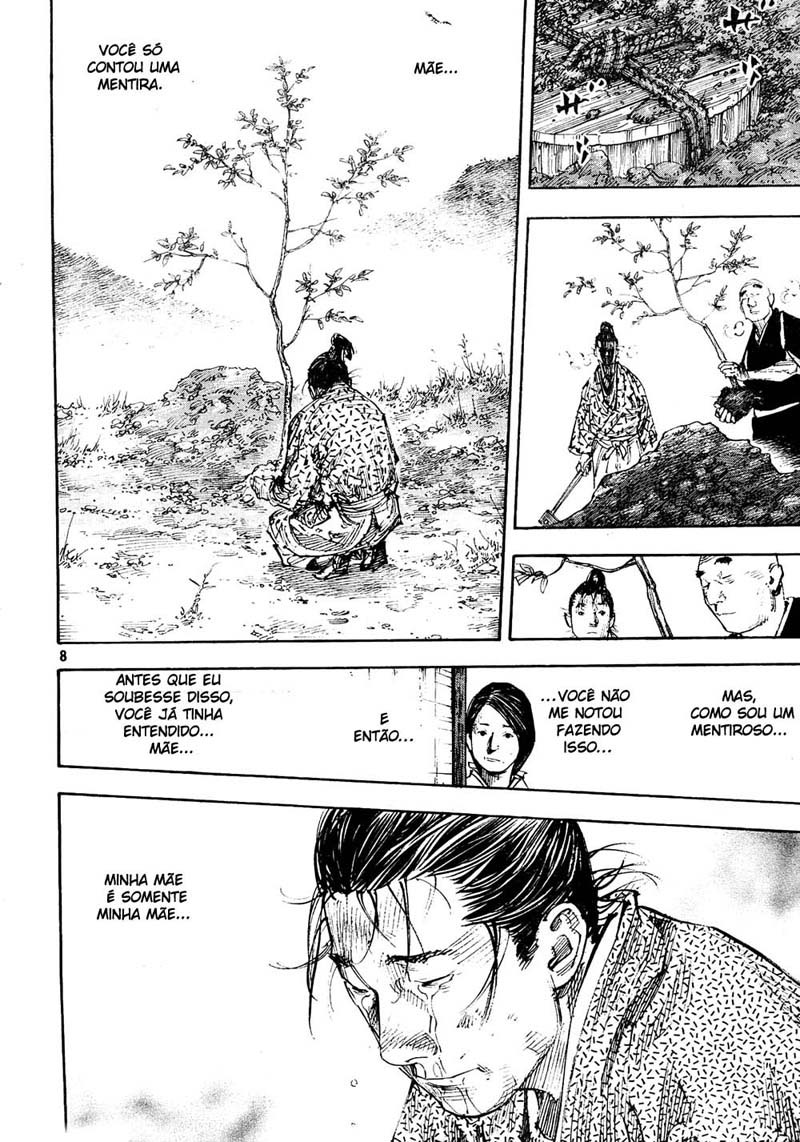 MÃE...
VOCÊ SÓ
CONTOU UMA
MENTIRA.
8
MAS,
COMO SOU UM
MENTIROSO...
...VOCÊ NÃO
ME NOTOU
FAZENDO
ISSO...
E
ENTÃO...
ANTES QUE EU
SOUBESSE DISSO,
VOCÊ JÁ TINHA
ENTENDIDO...
MÃE...
MINHA MÃE
É SOMENTE
MINHA MÃE...